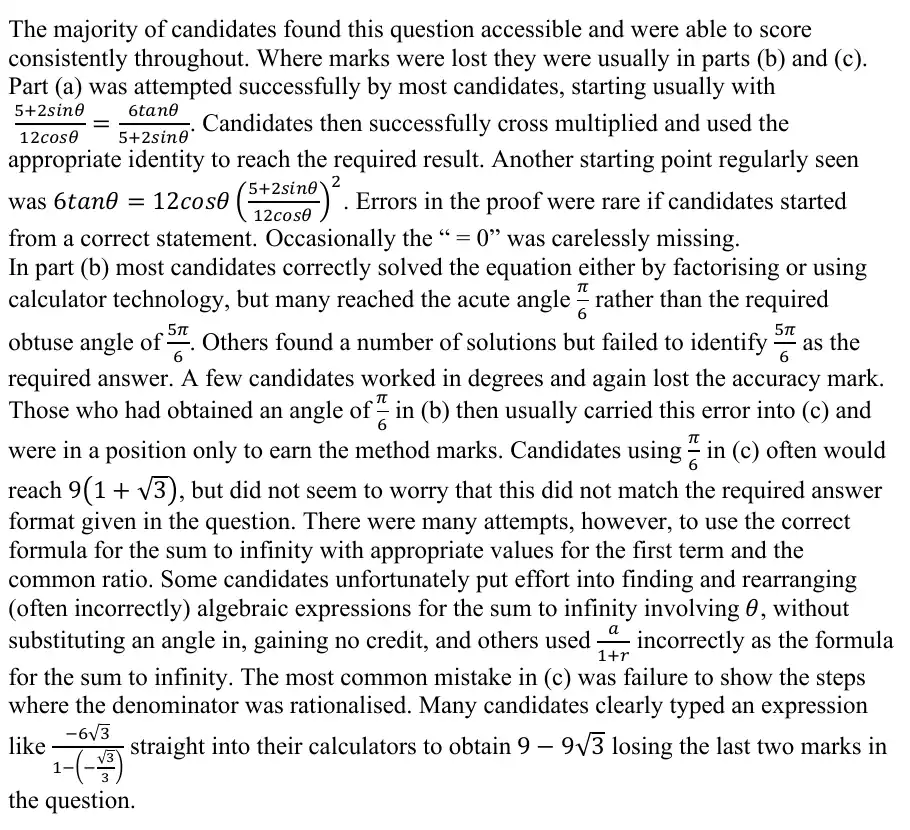 The majority of candidates found this question accessible and were able to score
consistently throughout. Where marks were lost they were usually in parts (b) and (c).
Part (a) was attempted successfully by most candidates, starting usually with
\frac{5+2sinθ}{12cosθ} = \frac{6tanθ}{5+2sinθ}. Candidates then successfully cross multiplied and used the
appropriate identity to reach the required result. Another starting point regularly seen
was 6tanθ = 12cosθ (\frac{5+2sinθ}{12cosθ})^2. Errors in the proof were rare if candidates started
from a correct statement. Occasionally the “ = 0” was carelessly missing.
In part (b) most candidates correctly solved the equation either by factorising or using
calculator technology, but many reached the acute angle \frac{π}{6} rather than the required
obtuse angle of \frac{5π}{6}. Others found a number of solutions but failed to identify \frac{5π}{6} as the
required answer. A few candidates worked in degrees and again lost the accuracy mark.
Those who had obtained an angle of \frac{π}{6} in (b) then usually carried this error into (c) and
were in a position only to earn the method marks. Candidates using \frac{π}{6} in (c) often would
reach 9(1 + √3), but did not seem to worry that this did not match the required answer
format given in the question. There were many attempts, however, to use the correct
formula for the sum to infinity with appropriate values for the first term and the
common ratio. Some candidates unfortunately put effort into finding and rearranging
(often incorrectly) algebraic expressions for the sum to infinity involving θ, without
substituting an angle in, gaining no credit, and others used \frac{a}{1+r} incorrectly as the formula
for the sum to infinity. The most common mistake in (c) was failure to show the steps
where the denominator was rationalised. Many candidates clearly typed an expression
like \frac{-6√3}{1-(-\frac{√3}{3})} straight into their calculators to obtain 9 − 9√3 losing the last two marks in
the question.